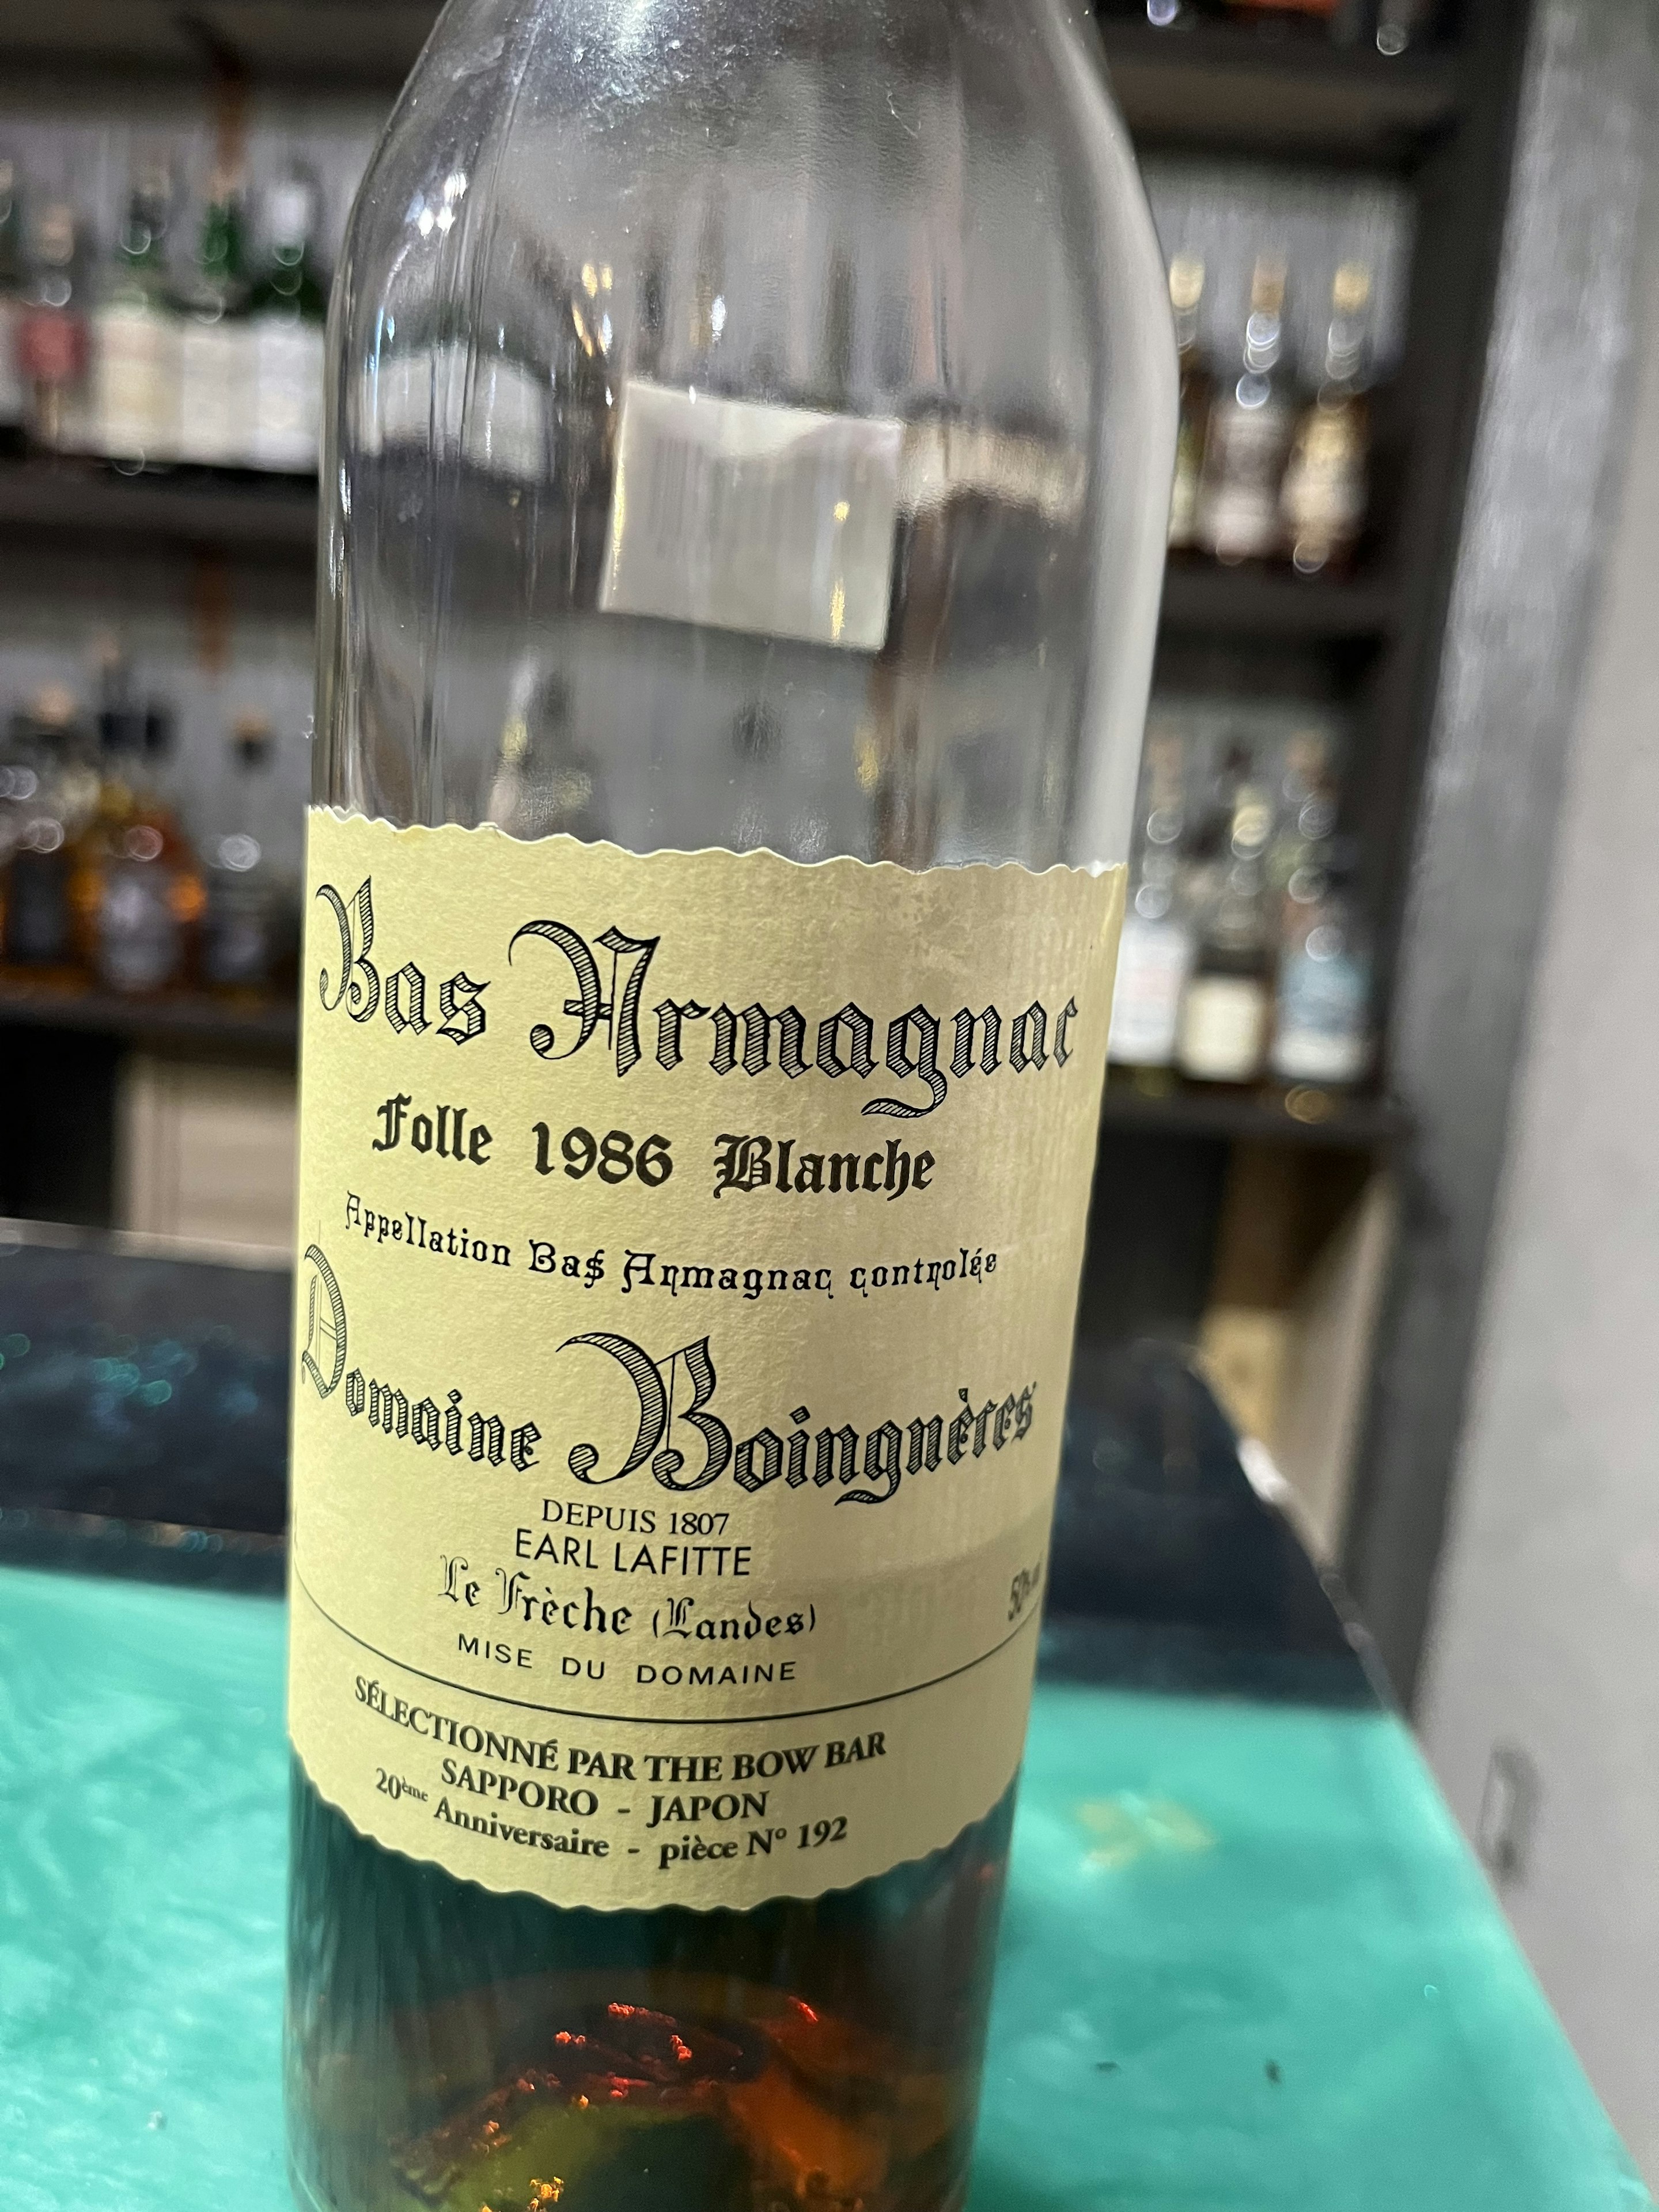 Bas Armagnac
Folle 1986 Blanche
Appellation Bas Armagnac controlée
Domaine Boingnères
DEPUIS 1807
EARL LAFITTE
Le Frèche (Landes)
MISE DU DOMAINE
SÉLECTIONNÉ PAR THE BOW BAR
SAPPORO - JAPON
20ème Anniversaire - pièce N° 192